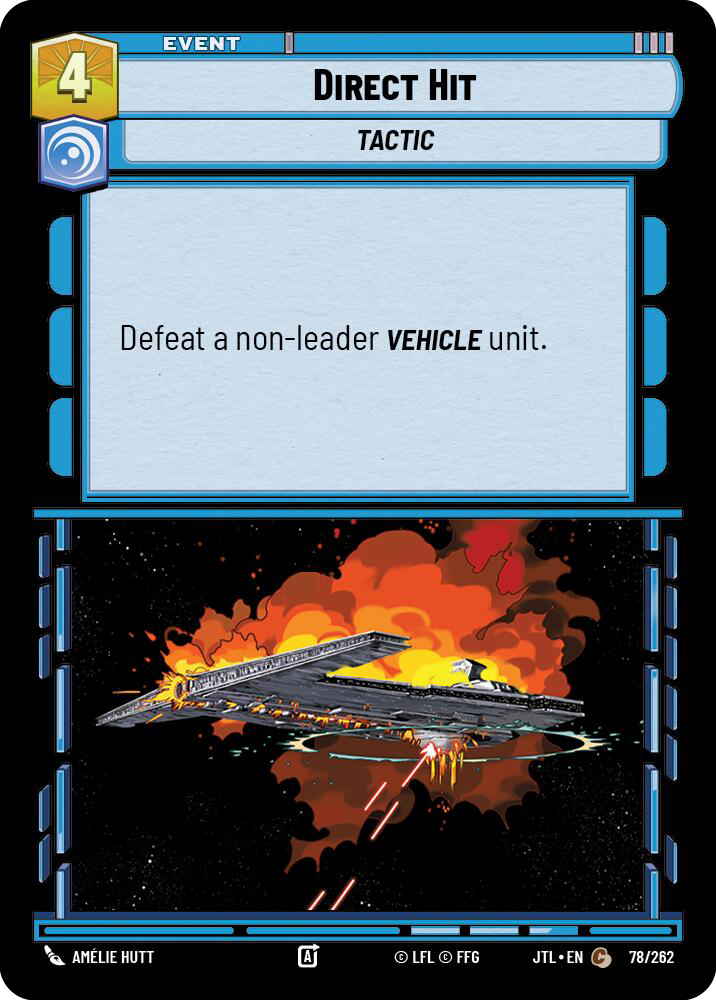 EVENT
4
DIRECT HIT
TACTIC
Defeat a non-leader VEHICLE unit.
AMÉLIE HUTT
A
© LFL © FFG
JTL • EN
C
78/262